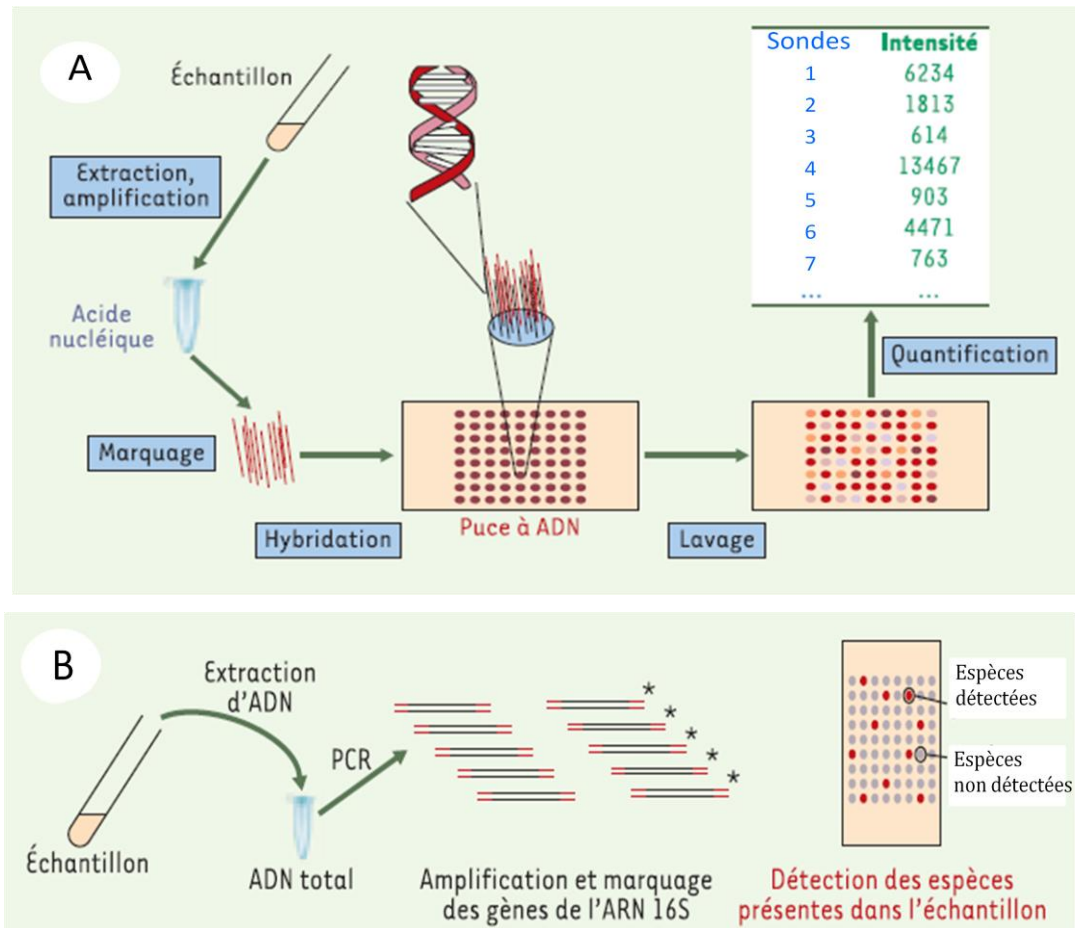 A
Échantillon
Extraction,
amplification
Acide
nucléique
Marquage
Hybridation
Puce à ADN
Lavage
Quantification
Sondes Intensité
1 6234
2 1813
3 614
4 13467
5 903
6 4471
7 763
... ...
B
Échantillon
Extraction
d'ADN
ADN total
PCR
* * * * *
Amplification et marquage
des gènes de l'ARN 16S
Espèces
détectées
Espèces
non détectées
Détection des espèces
présentes dans l'échantillon